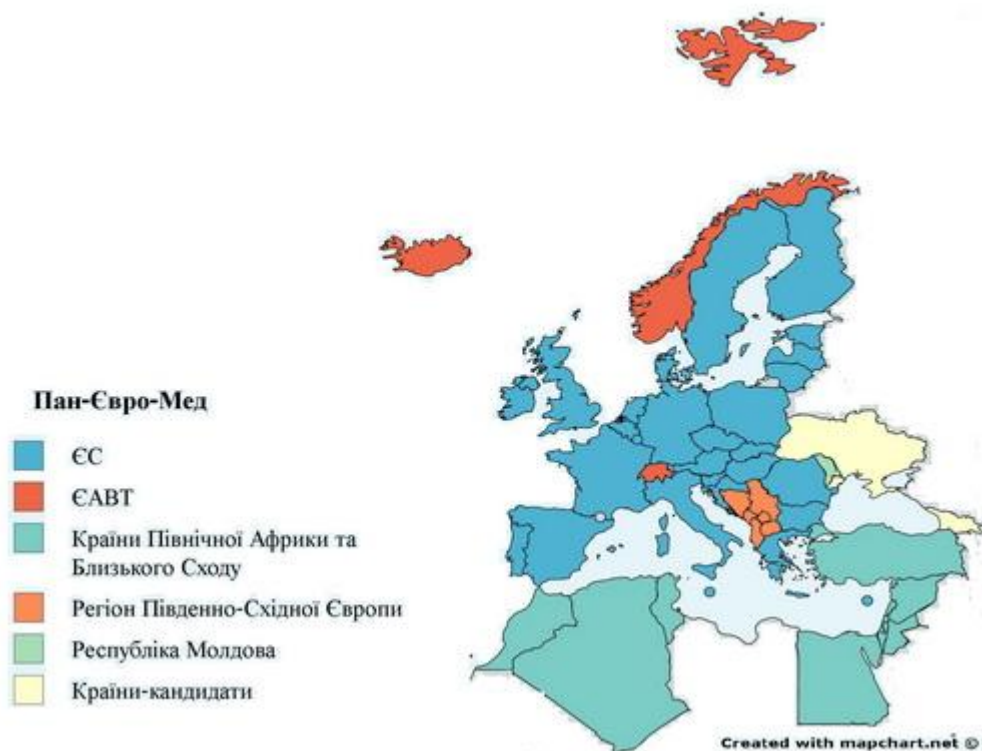 Пан-Євро-Мед
ЄС
ЄАВТ
Країни Північної Африки та
Близького Сходу
Регіон Південно-Східної Європи
Республіка Молдова
Країни-кандидати
Created with mapchart.net ©